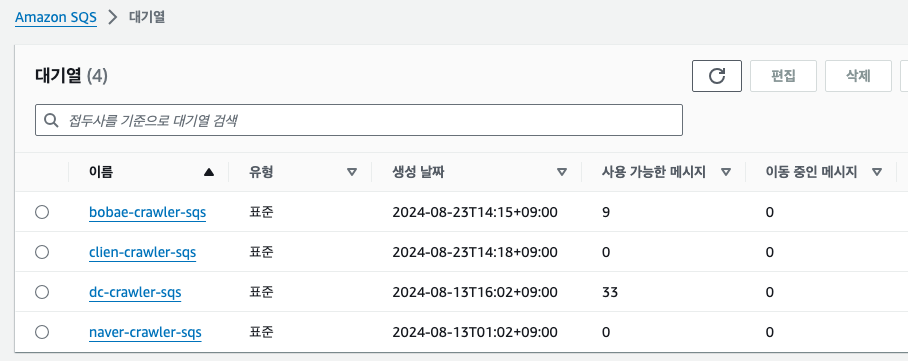 Amazon SQS > 대기열
대기열 (4)
편집 삭제
접두사를 기준으로 대기열 검색
이름 유형 생성 날짜 사용 가능한 메시지 이동 중인 메시지
bobae-crawler-sqs 표준 2024-08-23T14:15+09:00 9 0
clien-crawler-sqs 표준 2024-08-23T14:18+09:00 0 0
dc-crawler-sqs 표준 2024-08-13T16:02+09:00 33 0
naver-crawler-sqs 표준 2024-08-13T01:02+09:00 0 0